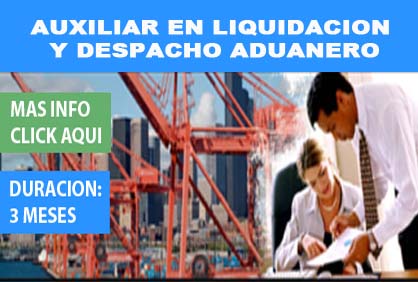 AUXILIAR EN LIQUIDACION
Y DESPACHO ADUANERO
MAS INFO
CLICK AQUI
DURACION:
3 MESES